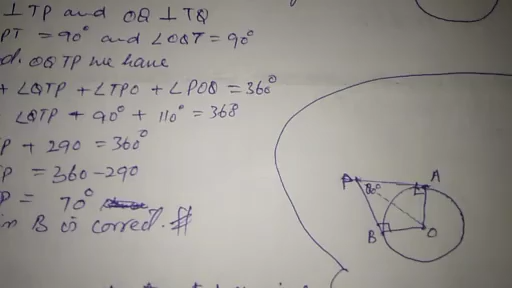 ⊥ TP and OQ ⊥ TQ
PT = 90° and ∠OQT = 90°
d. OQTP we have
+ ∠QTP + ∠TPO + ∠POQ = 360°
∠QTP + 90° + 110° = 360
P + 290 = 360°
P = 360 - 290
P = 70°
in B is correct.
P
A
80°
B
O